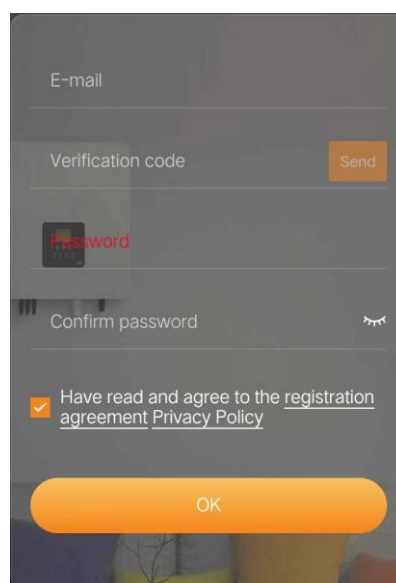 E-mail
Verification code
Send
Password
Confirm password
Have read and agree to the registration
agreement Privacy Policy
OK